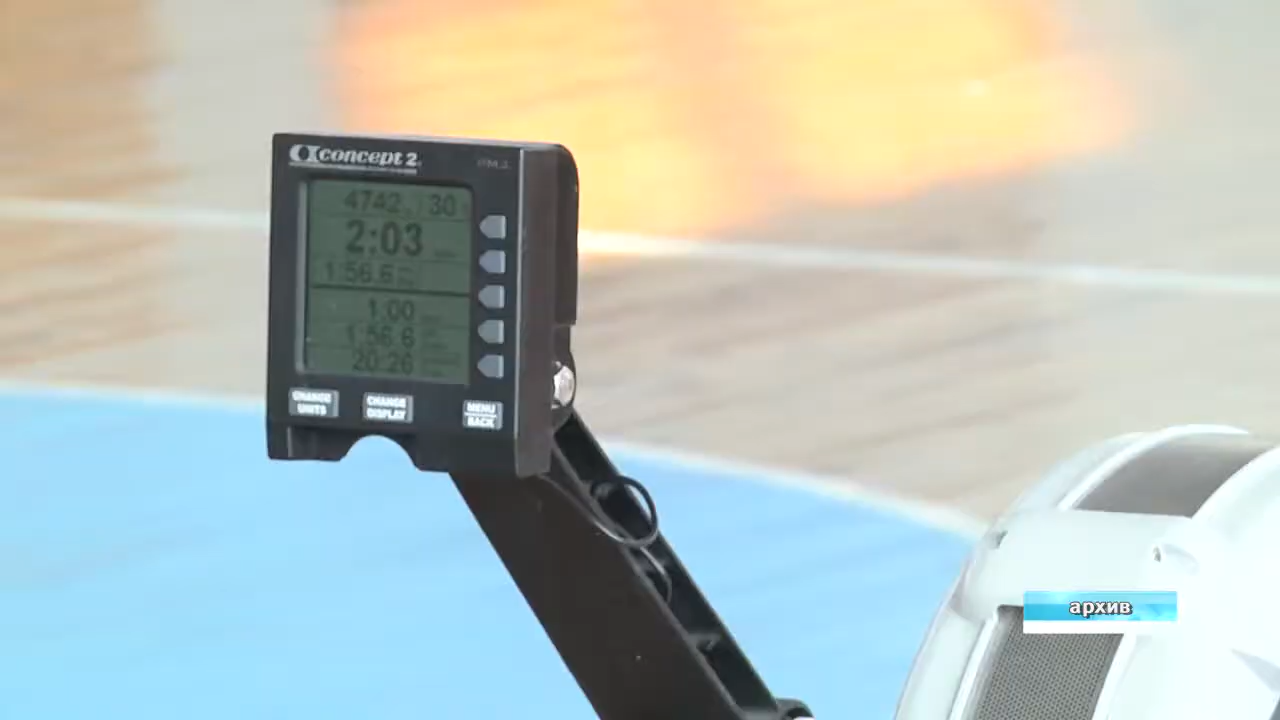 concept 2
4742 30
2:03
1:56.6
1:00
1:56.6
20:26
CHANGE UNITS
CHANGE DISPLAY
MENU BACK
архив